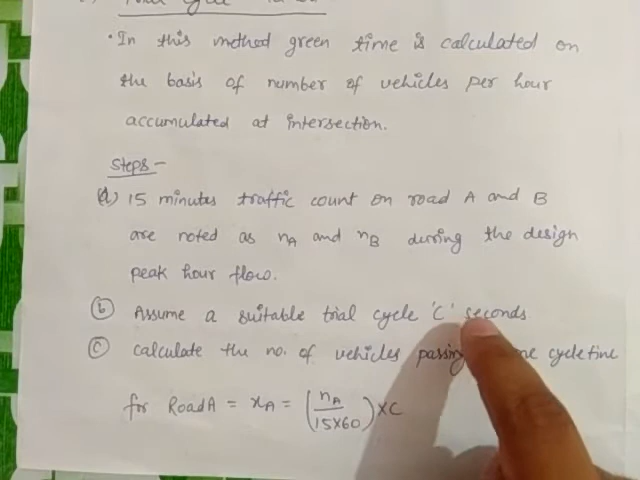 • In this method green time is calculated on
the basis of number of vehicles per hour
accumulated at intersection.
Steps -
(a) 15 minutes traffic count on road A and B
are noted as nA and nB during the design
peak hour flow.
(b) Assume a suitable trial cycle 'C' seconds
(c) calculate the no. of vehicles passing cycle time
for Road A = xA = (nA/15×60)×C